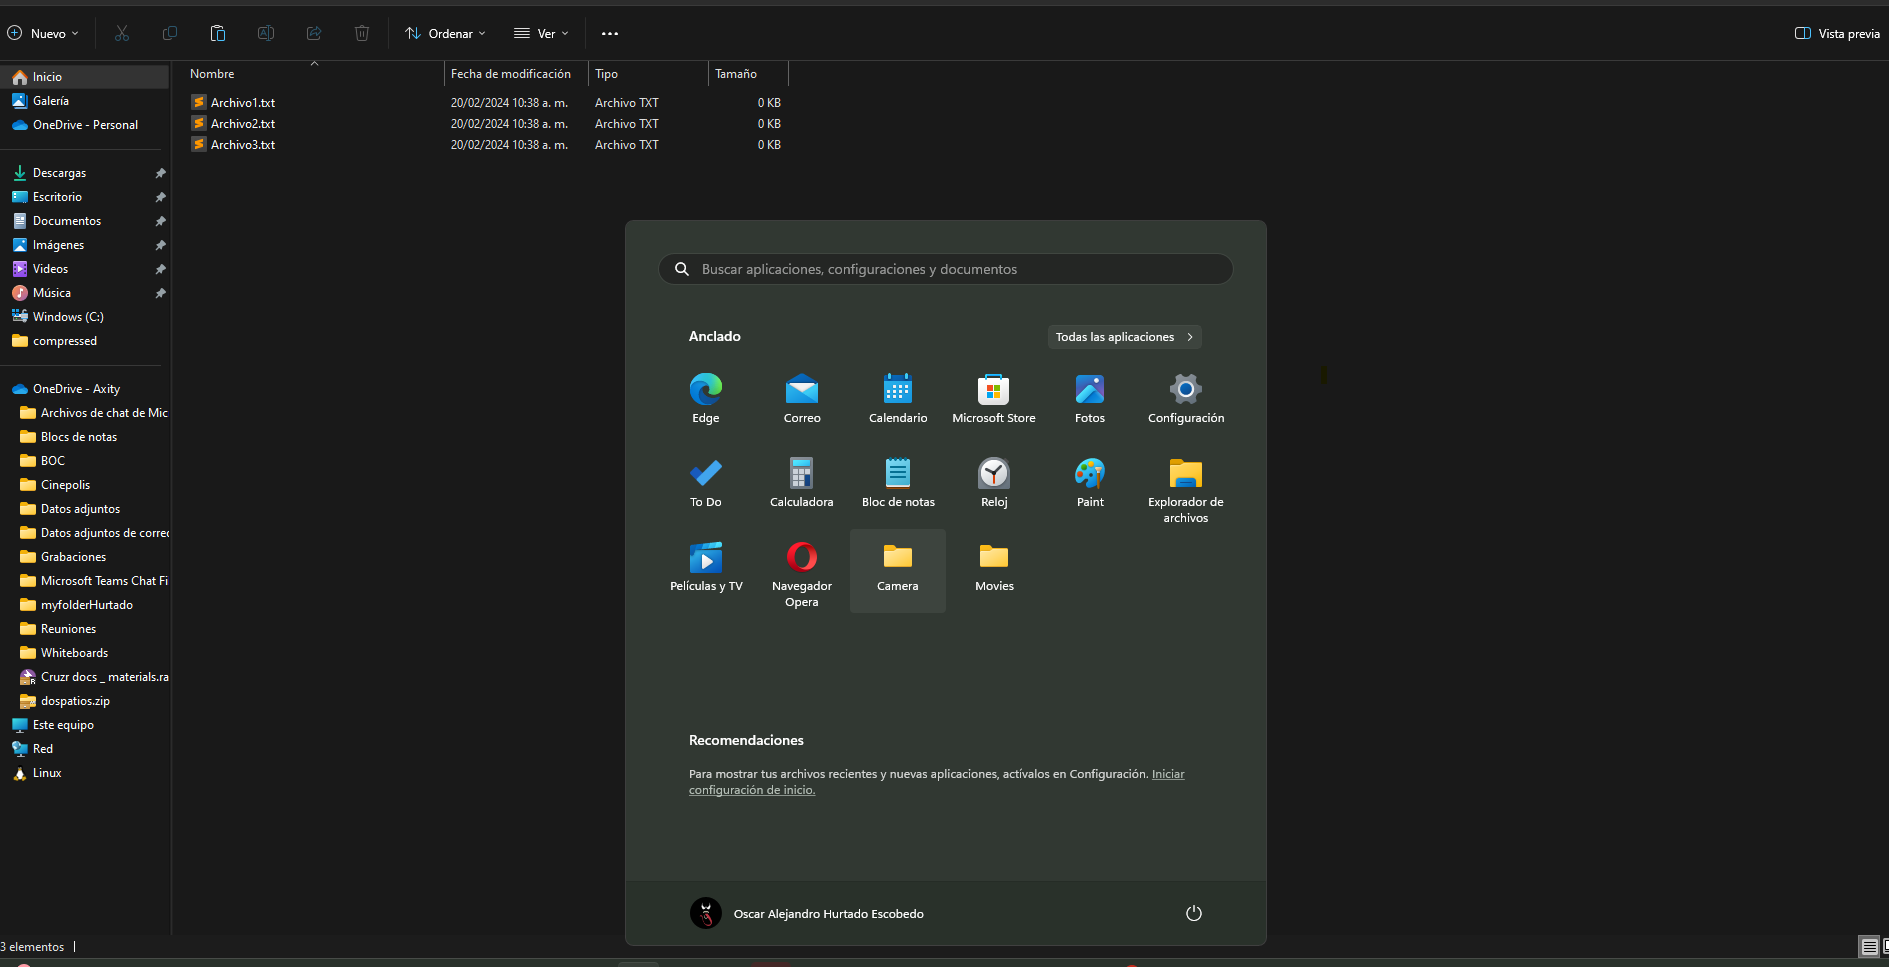 Nuevo
Ordenar
Ver
Vista previa
Nombre Fecha de modificación Tipo Tamaño
Archivo1.txt 20/02/2024 10:38 a. m. Archivo TXT 0 KB
Archivo2.txt 20/02/2024 10:38 a. m. Archivo TXT 0 KB
Archivo3.txt 20/02/2024 10:38 a. m. Archivo TXT 0 KB
Inicio
Galería
OneDrive - Personal
Descargas
Escritorio
Documentos
Imágenes
Videos
Música
Windows (C:)
compressed
OneDrive - Axity
Archivos de chat de Mic
Blocs de notas
BOC
Cinepolis
Datos adjuntos
Datos adjuntos de correo
Grabaciones
Microsoft Teams Chat Fi
myfolderHurtado
Reuniones
Whiteboards
Cruzr docs _ materials.ra
dospatios.zip
Este equipo
Red
Linux
3 elementos
Buscar aplicaciones, configuraciones y documentos
Anclado
Todas las aplicaciones
Edge
Correo
Calendario
Microsoft Store
Fotos
Configuración
To Do
Calculadora
Bloc de notas
Reloj
Paint
Explorador de
archivos
Películas y TV
Navegador
Opera
Camera
Movies
Recomendaciones
Para mostrar tus archivos recientes y nuevas aplicaciones, actívalos en Configuración. Iniciar
configuración de inicio.
Oscar Alejandro Hurtado Escobedo